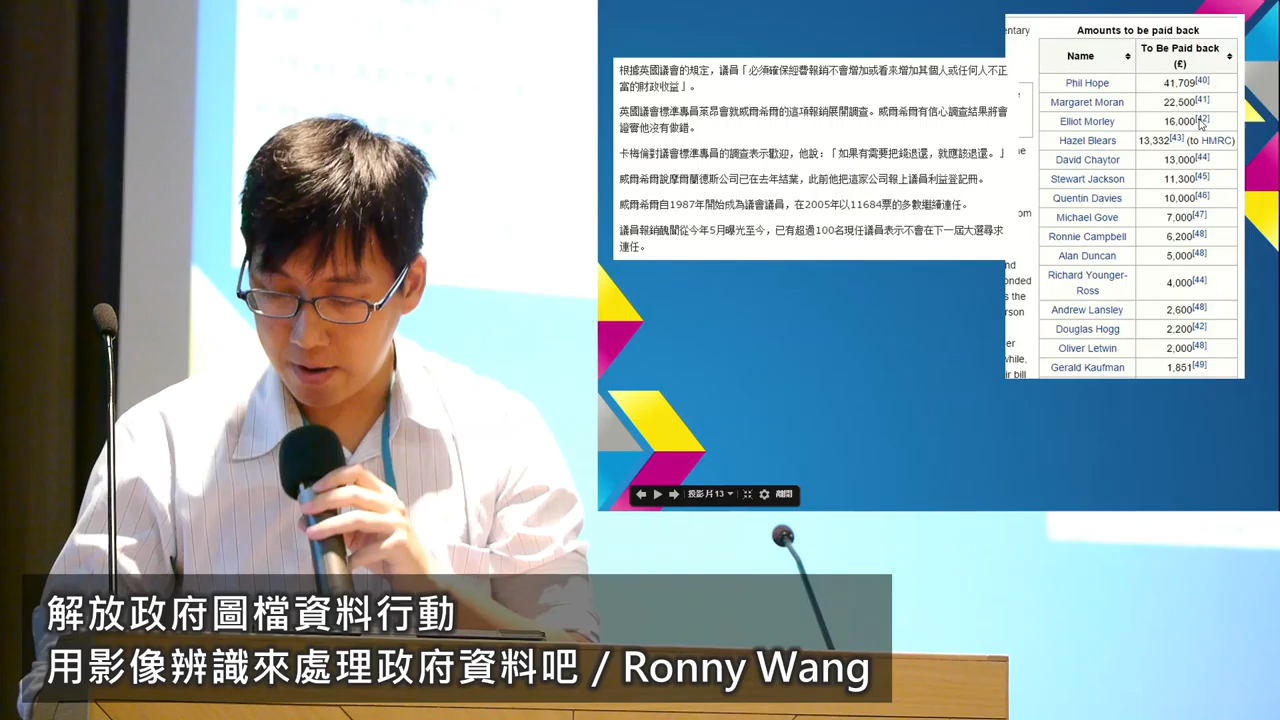 根據英國議會的規定，議員「必須確保經費報銷不會增加或看來增加其個人或任何人不正
當的財政收益」。
英國議會標準專員萊昂會就威爾希爾的這項報銷展開調查。威爾希爾有信心調查結果將會
證實他沒有做錯。
卡梅倫對議會標準專員的調查表示歡迎，他說：「如果有需要把錢退還，就應該退還。」
威爾希爾說摩爾蘭德斯公司已在去年結業，此前他把這家公司報上議員利益登記冊。
威爾希爾自1987年開始成為議會議員，在2005年以11684票的多數繼續連任。
議員報銷醜聞從今年5月曝光至今，已有超過100名現任議員表示不會在下一屆大選尋求
連任。
entary
e
ne
om
nd
onded
s the
rson
er
while,
ir bill
Amounts to be paid back
Name To Be Paid back
(£)
Phil Hope 41,709[40]
Margaret Moran 22,500[41]
Elliot Morley 16,000[42]
Hazel Blears 13,332[43] (to HMRC)
David Chaytor 13,000[44]
Stewart Jackson 11,300[45]
Quentin Davies 10,000[46]
Michael Gove 7,000[47]
Ronnie Campbell 6,200[48]
Alan Duncan 5,000[48]
Richard Younger-
Ross 4,000[44]
Andrew Lansley 2,600[48]
Douglas Hogg 2,200[42]
Oliver Letwin 2,000[48]
Gerald Kaufman 1,851[49]
投影片 13 離開
解放政府圖檔資料行動
用影像辨識來處理政府資料吧 / Ronny Wang